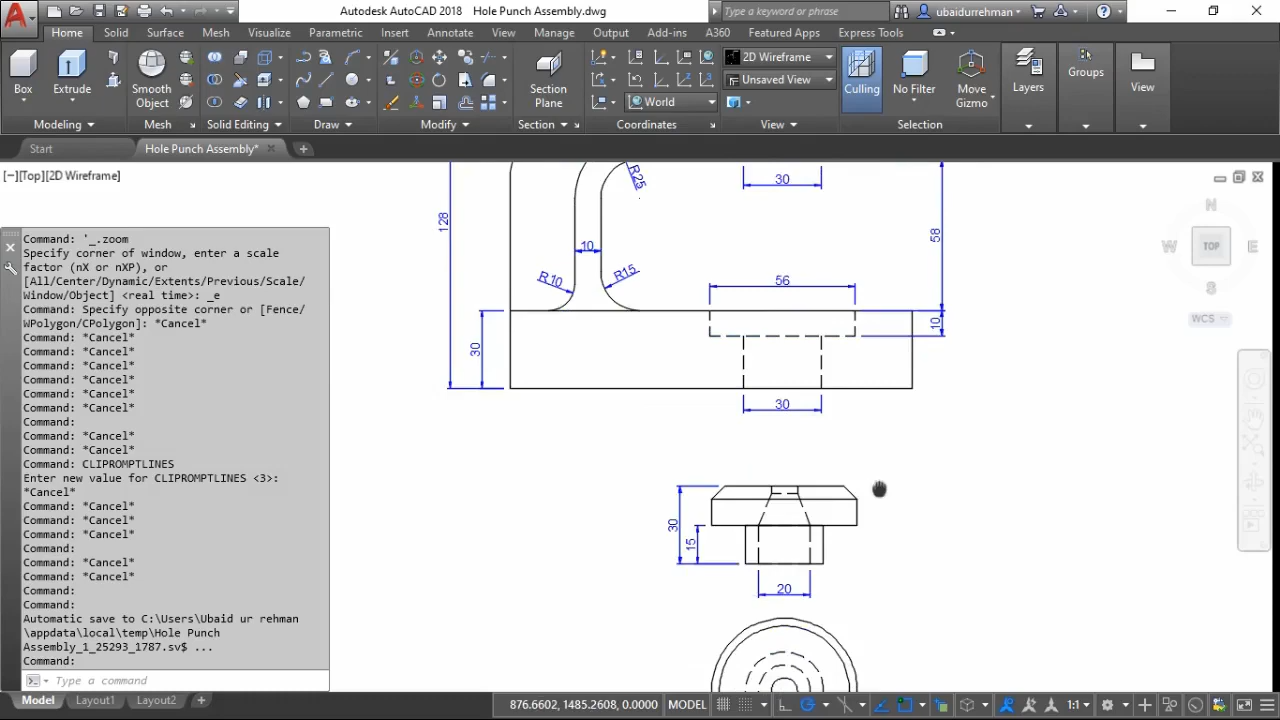 Autodesk AutoCAD 2018 Hole Punch Assembly.dwg
Type a keyword or phrase
ubaidurrehman
Home Solid Surface Mesh Visualize Parametric Insert Annotate View Manage Output Add-ins A360 Featured Apps Express Tools
Box Extrude Smooth Object Section Plane
2D Wireframe
Unsaved View
World
Culling No Filter Move Gizmo Layers Groups View
Modeling Mesh Solid Editing Draw Modify Section Coordinates View Selection
Start Hole Punch Assembly*
[−][Top][2D Wireframe]
Command: '_.zoom
Specify corner of window, enter a scale
factor (nX or nXP), or
[All/Center/Dynamic/Extents/Previous/Scale/
Window/Object] <real time>: _e
Command: Specify opposite corner or [Fence/
WPolygon/CPolygon]: *Cancel*
Command: *Cancel*
Command: *Cancel*
Command: *Cancel*
Command: *Cancel*
Command: *Cancel*
Command: *Cancel*
Command:
Command: *Cancel*
Command: *Cancel*
Command: CLIPROMPTLINES
Enter new value for CLIPROMPTLINES <3>:
*Cancel*
Command: *Cancel*
Command: *Cancel*
Command: *Cancel*
Command:
Command: *Cancel*
Command: *Cancel*
Command:
Command:
Automatic save to C:\Users\Ubaid ur rehman
\appdata\local\temp\Hole Punch
Assembly_1_25293_1787.sv$ ...
Command:
Type a command
R25
30
128
10
58
R10
R15
56
10
30
30
30
15
20
N
W
TOP
E
S
WCS
Model Layout1 Layout2
876.6602, 1485.2608, 0.0000 MODEL
1:1